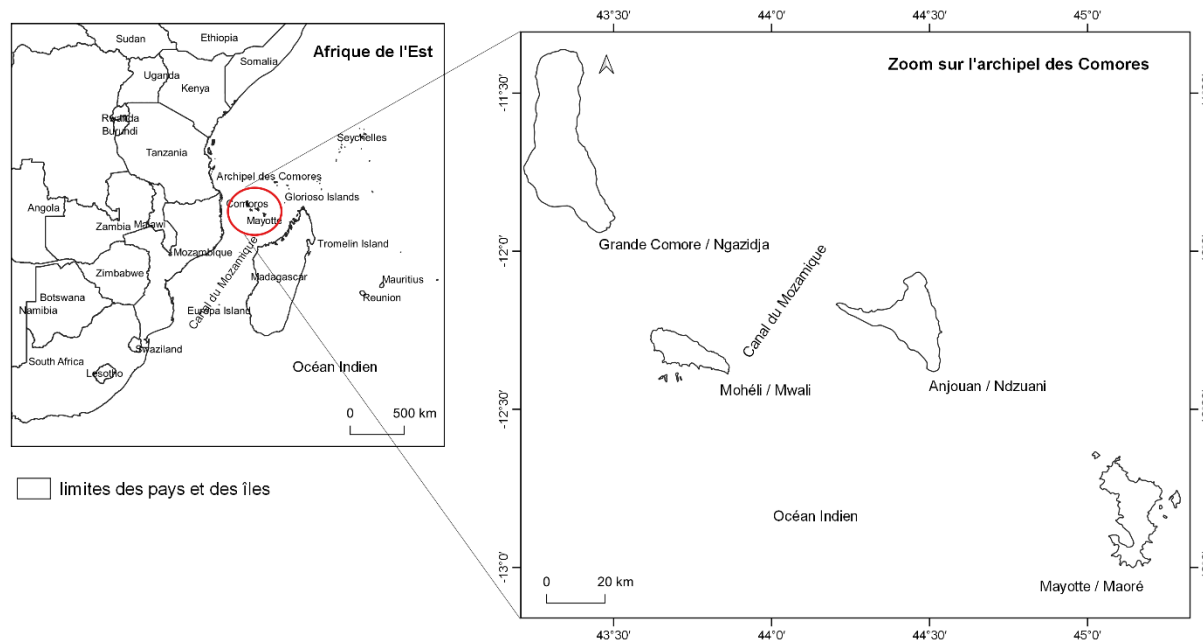 Afrique de l'Est
Sudan
Ethiopia
Somalia
Uganda
Kenya
Rwanda
Burundi
Tanzania
Seychelles
Archipel des Comores
Comoros
Glorioso Islands
Mayotte
Angola
Zambia
Malawi
Mozambique
Tromelin Island
Zimbabwe
Canal du Mozamique
Madagascar
Mauritius
Reunion
Botswana
Namibia
Europa Island
Swaziland
South Africa
Lesotho
Océan Indien
0 500 km
limites des pays et des îles
43°30' 44°0' 44°30' 45°0'
Zoom sur l'archipel des Comores
-11°30'
Grande Comore / Ngazidja
-12°0'
Canal du Mozamique
Mohéli / Mwali
Anjouan / Ndzuani
-12°30'
Océan Indien
-13°0'
0 20 km
Mayotte / Maoré
43°30' 44°0' 44°30' 45°0'